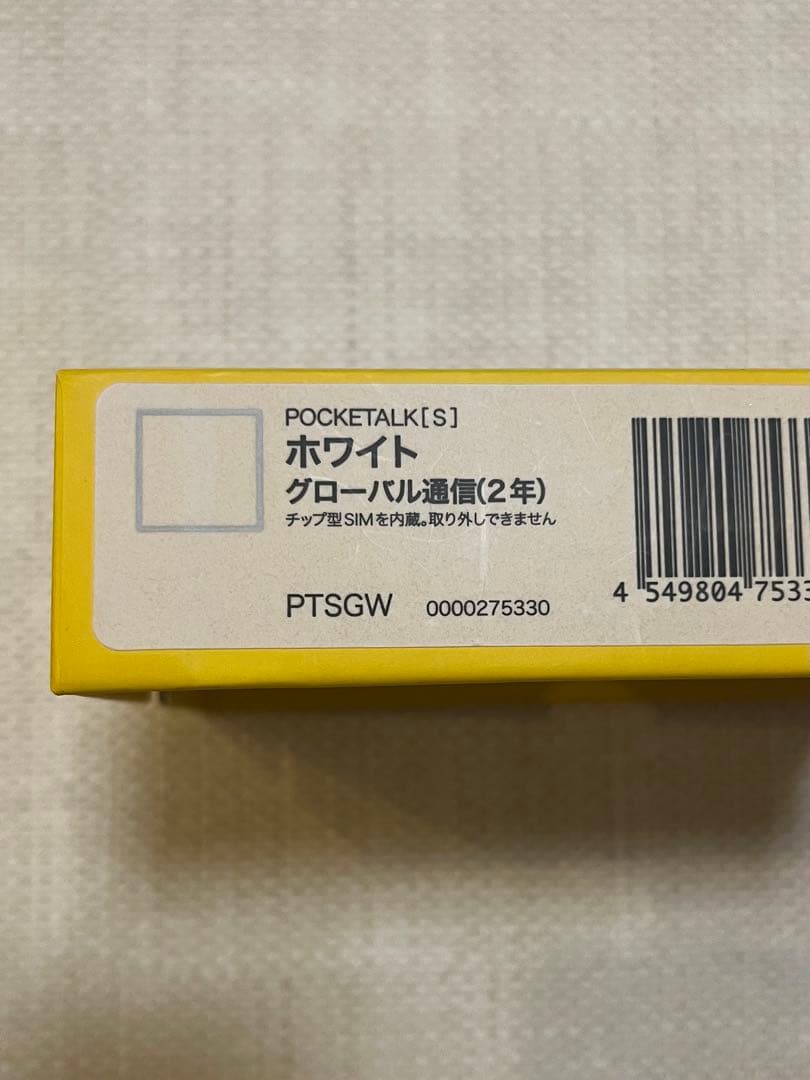 POCKETALK[S]
ホワイト
グローバル通信(2年)
チップ型SIMを内蔵。取り外しできません
PTSGW 0000275330
4 549804 7533